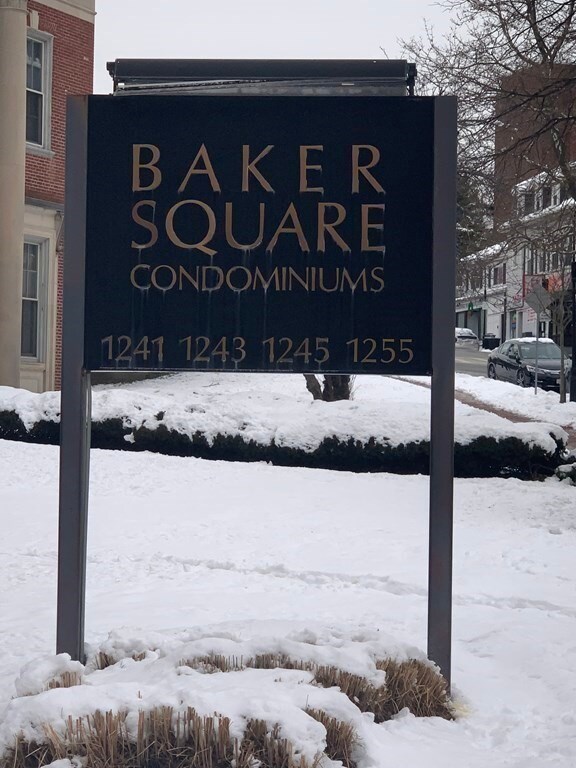 BAKER
SQUARE
CONDOMINIUMS
1241 1243 1245 1255